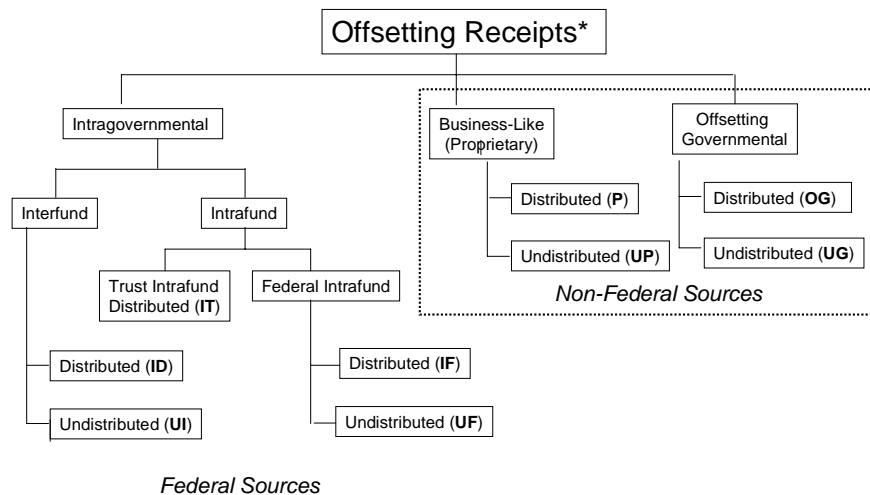 Offsetting Receipts*
Intragovernmental
Business-Like
(Proprietary)
Offsetting
Governmental
Interfund
Intrafund
Distributed (P)
Distributed (OG)
Undistributed (UP)
Undistributed (UG)
Trust Intrafund
Distributed (IT)
Federal Intrafund
Non-Federal Sources
Distributed (ID)
Distributed (IF)
Undistributed (UI)
Undistributed (UF)
Federal Sources